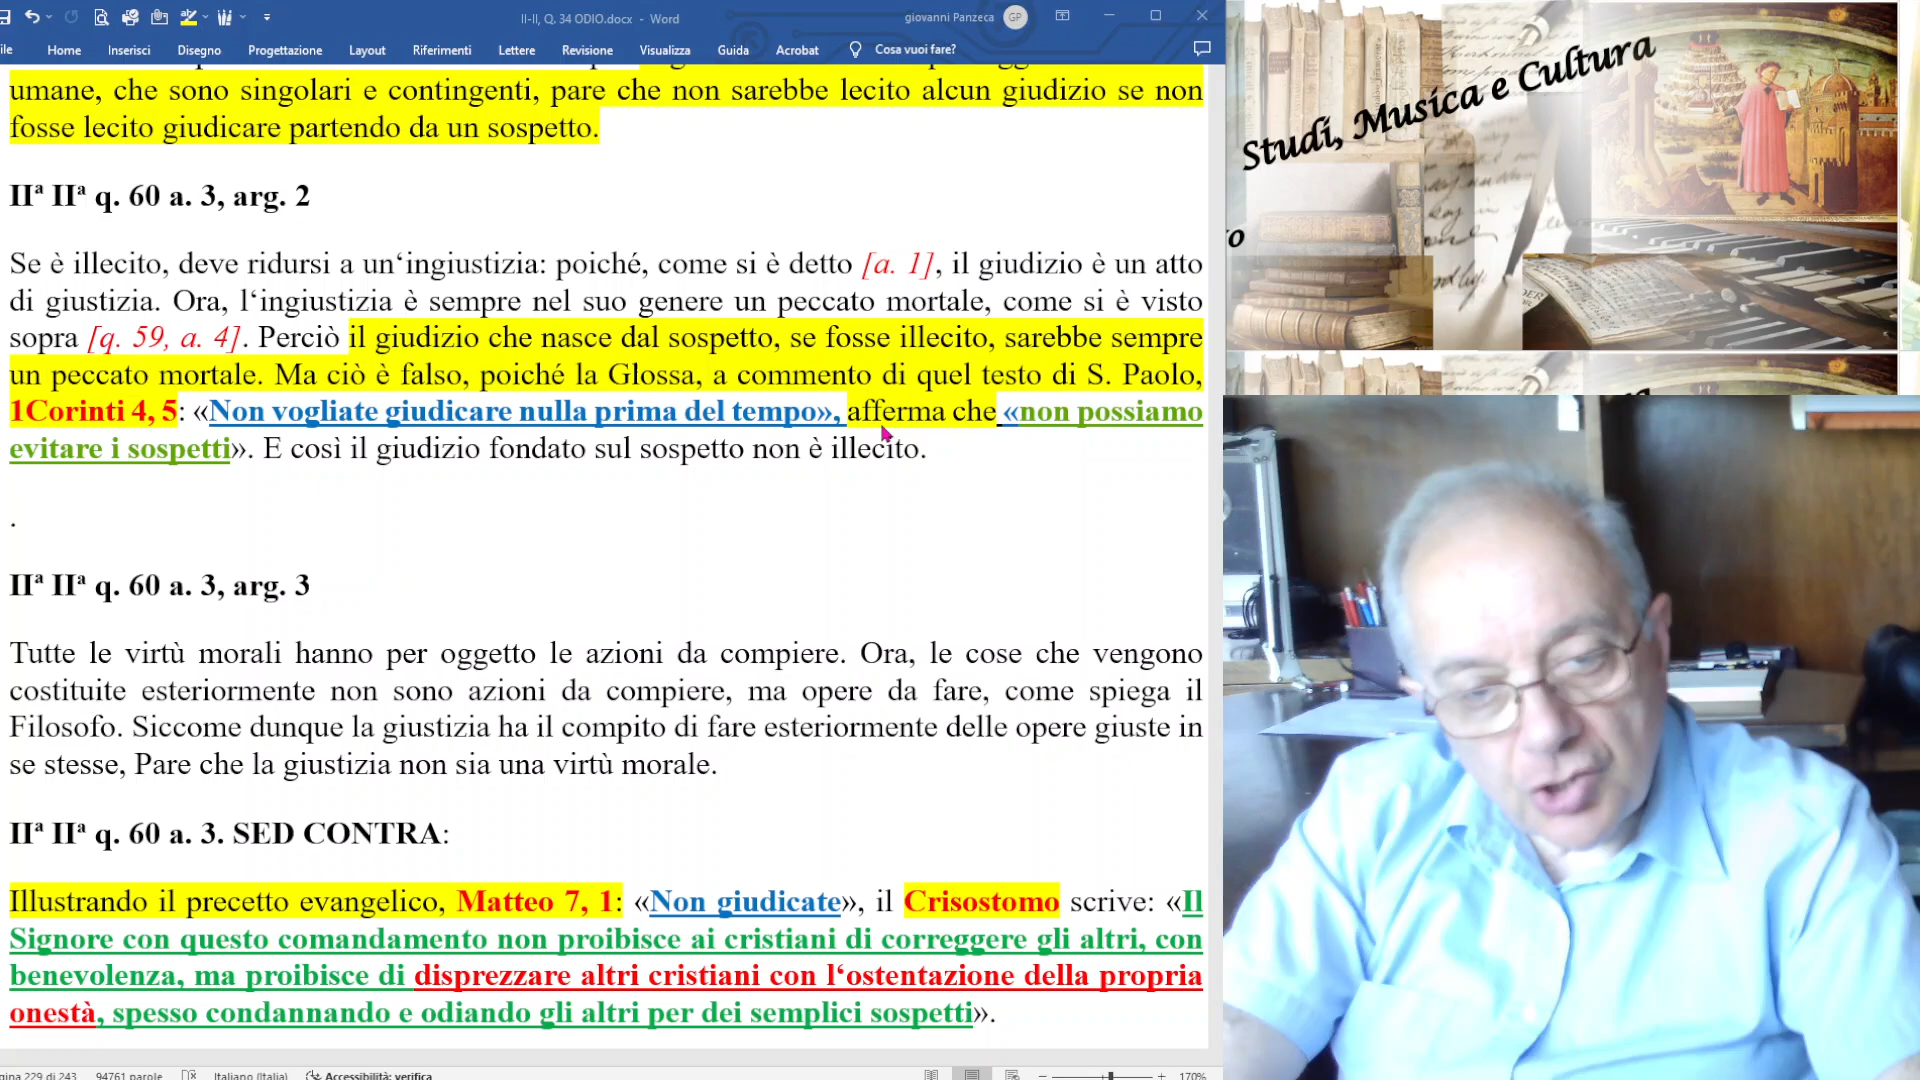 II-II, Q, 34 ODIO.docx - Word
giovanni Panzeca
GP
ile Home Inserisci Disegno Progettazione Layout Riferimenti Lettere Revisione Visualizza Guida Acrobat Cosa vuoi fare?
umane, che sono singolari e contingenti, pare che non sarebbe lecito alcun giudizio se non
fosse lecito giudicare partendo da un sospetto.
IIª IIª q. 60 a. 3, arg. 2
Se è illecito, deve ridursi a un‘ingiustizia: poiché, come si è detto [a. 1], il giudizio è un atto
di giustizia. Ora, l‘ingiustizia è sempre nel suo genere un peccato mortale, come si è visto
sopra [q. 59, a. 4]. Perciò il giudizio che nasce dal sospetto, se fosse illecito, sarebbe sempre
un peccato mortale. Ma ciò è falso, poiché la Glossa, a commento di quel testo di S. Paolo,
1Corinti 4, 5: «Non vogliate giudicare nulla prima del tempo», afferma che «non possiamo
evitare i sospetti». E così il giudizio fondato sul sospetto non è illecito.
.
IIª IIª q. 60 a. 3, arg. 3
Tutte le virtù morali hanno per oggetto le azioni da compiere. Ora, le cose che vengono
costituite esteriormente non sono azioni da compiere, ma opere da fare, come spiega il
Filosofo. Siccome dunque la giustizia ha il compito di fare esteriormente delle opere giuste in
se stesse, Pare che la giustizia non sia una virtù morale.
IIª IIª q. 60 a. 3. SED CONTRA:
Illustrando il precetto evangelico, Matteo 7, 1: «Non giudicate», il Crisostomo scrive: «Il
Signore con questo comandamento non proibisce ai cristiani di correggere gli altri, con
benevolenza, ma proibisce di disprezzare altri cristiani con l‘ostentazione della propria
onestà, spesso condannando e odiando gli altri per dei semplici sospetti».
gina 229 di 243 94761 parole Italiano (Italia) Accessibilità: verifica 170%
Studi, Musica e Cultura